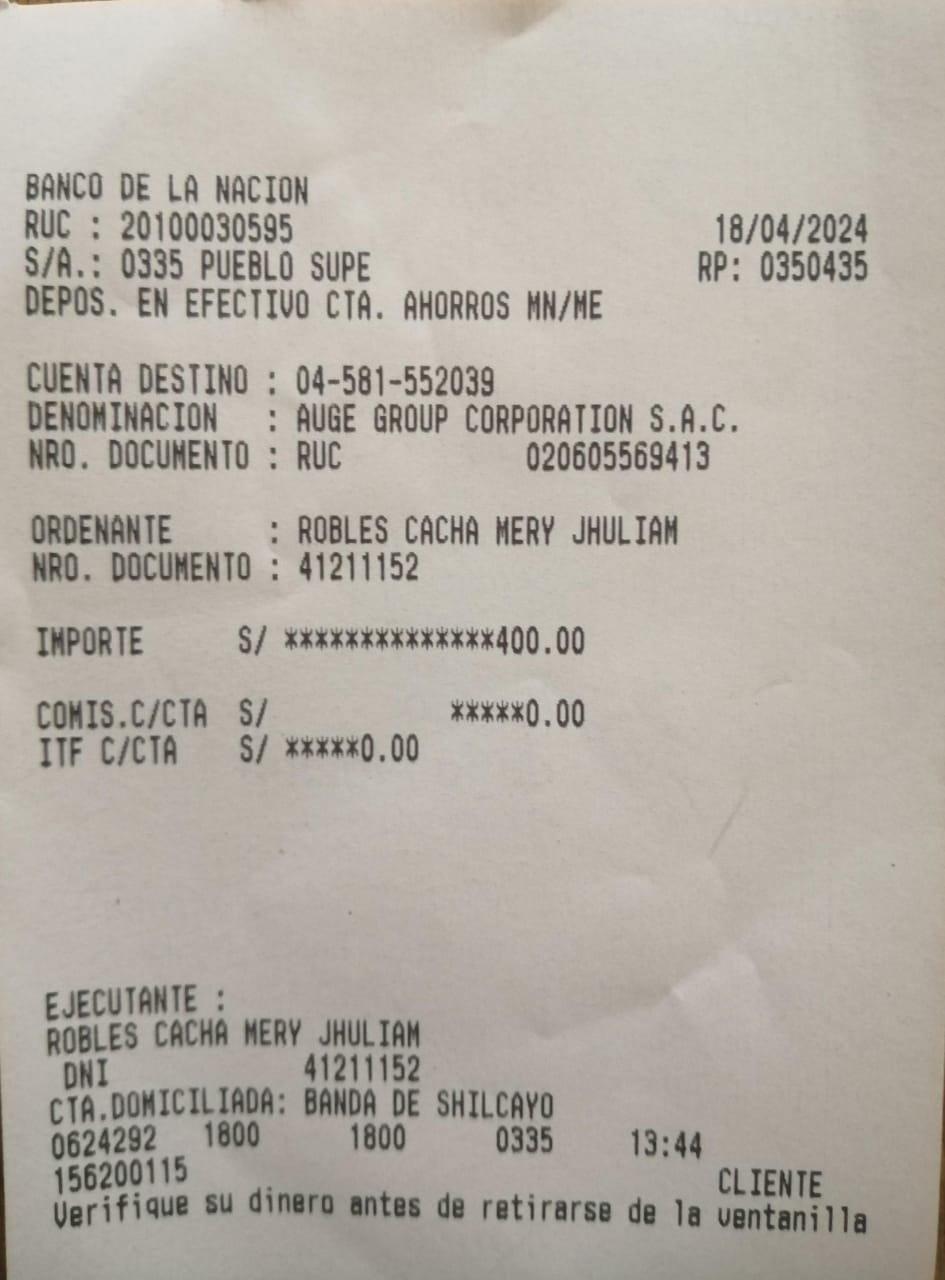 BANCO DE LA NACION
RUC : 20100030595 18/04/2024
S/A.: 0335 PUEBLO SUPE RP: 0350435
DEPOS. EN EFECTIVO CTA. AHORROS MN/ME
CUENTA DESTINO : 04-581-552039
DENOMINACION : AUGE GROUP CORPORATION S.A.C.
NRO. DOCUMENTO : RUC 020605569413
ORDENANTE : ROBLES CACHA MERY JHULIAM
NRO. DOCUMENTO : 41211152
IMPORTE S/ **************400.00
COMIS.C/CTA S/ *****0.00
ITF C/CTA S/ *****0.00
EJECUTANTE :
ROBLES CACHA MERY JHULIAM
DNI 41211152
CTA.DOMICILIADA: BANDA DE SHILCAYO
0624292 1800 1800 0335 13:44
156200115 CLIENTE
Verifique su dinero antes de retirarse de la ventanilla